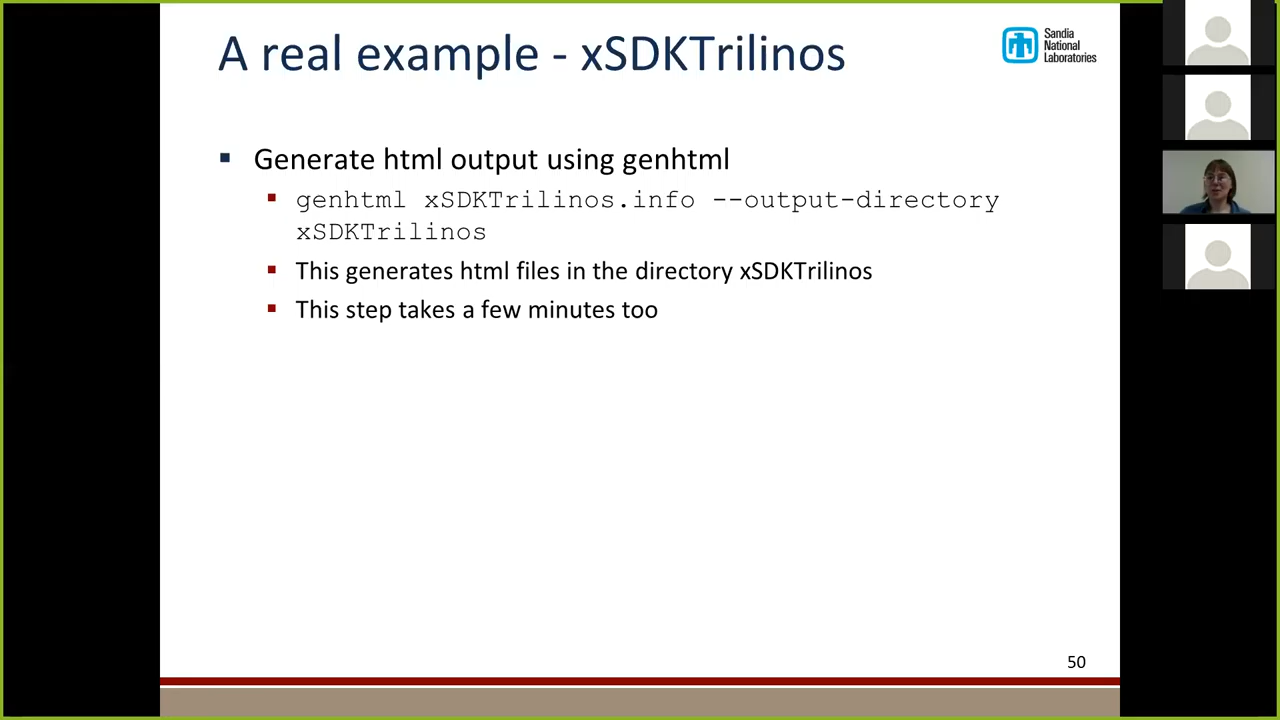 A real example - xSDKTrilinos
Sandia
National
Laboratories
Generate html output using genhtml
genhtml xSDKTrilinos.info --output-directory
xSDKTrilinos
This generates html files in the directory xSDKTrilinos
This step takes a few minutes too
50